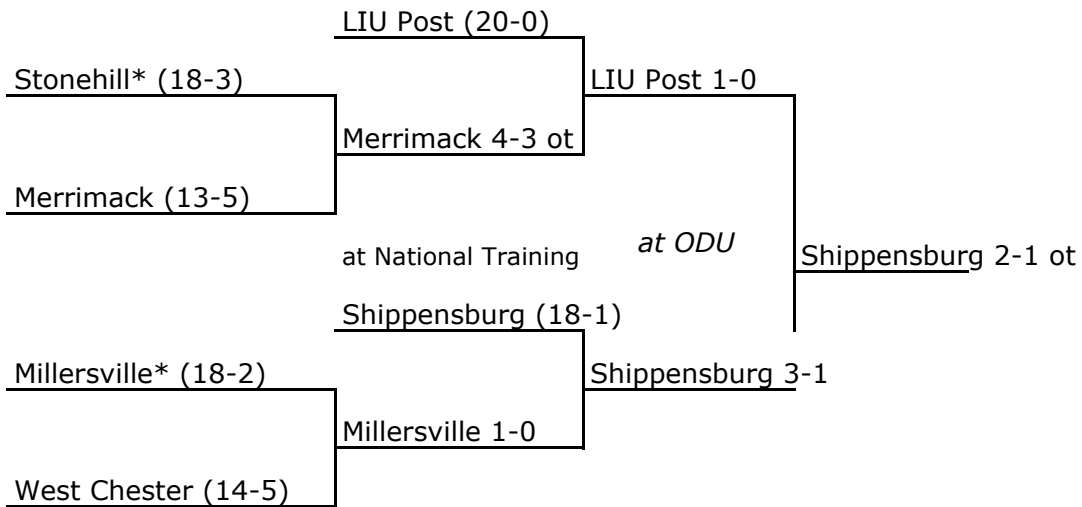 LIU Post (20-0)
Stonehill* (18-3)
LIU Post 1-0
Merrimack 4-3 ot
Merrimack (13-5)
at ODU
at National Training
Shippensburg 2-1 ot
Shippensburg (18-1)
Millersville* (18-2)
Shippensburg 3-1
Millersville 1-0
West Chester (14-5)